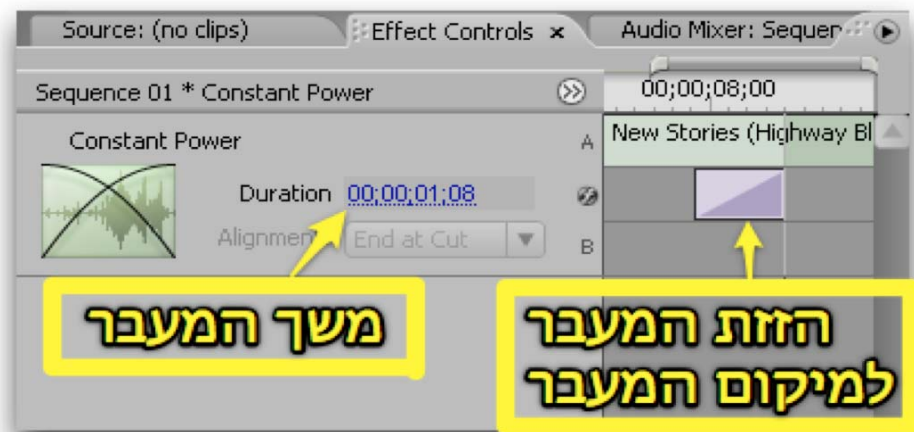 Source: (no clips) Effect Controls x Audio Mixer: Sequen
Sequence 01 * Constant Power 00;00;08;00
Constant Power A New Stories (Highway Bl
Duration 00;00;01;08
Alignment End at Cut B
משך המעבר
הזזת המעבר
למיקום המעבר